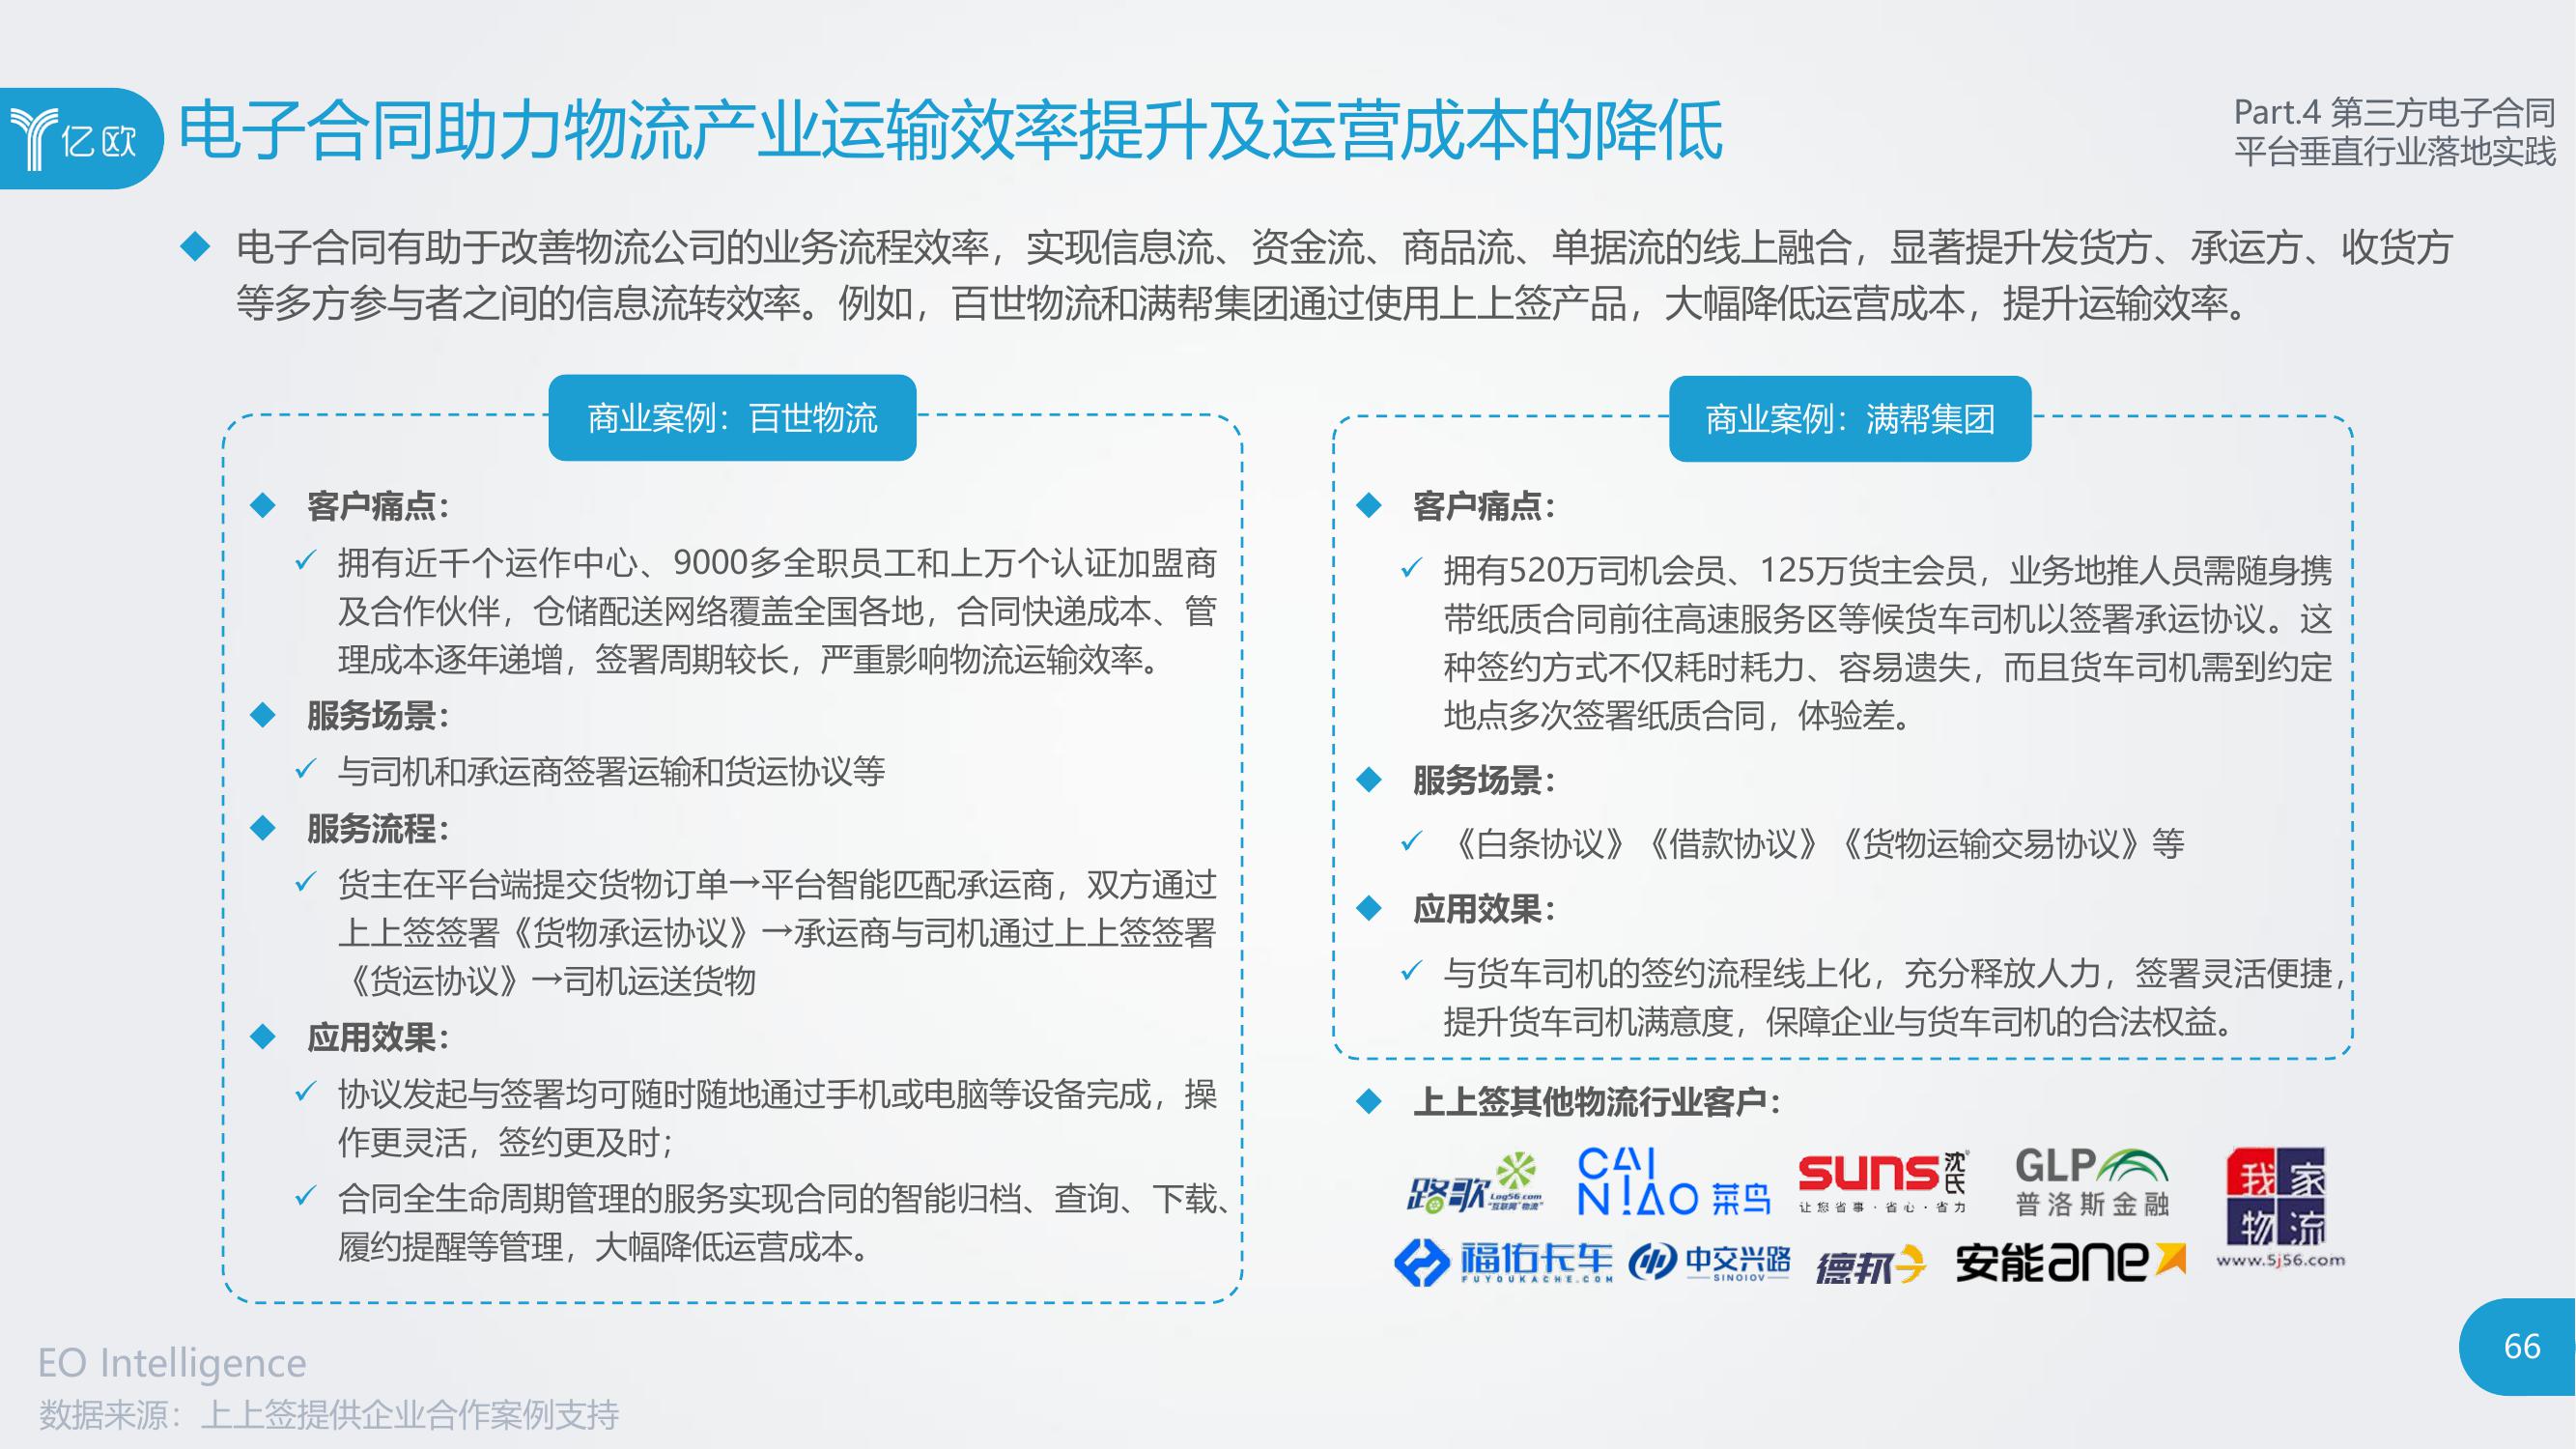 亿欧
电子合同助力物流产业运输效率提升及运营成本的降低
Part.4 第三方电子合同
平台垂直行业落地实践
电子合同有助于改善物流公司的业务流程效率，实现信息流、资金流、商品流、单据流的线上融合，显著提升发货方、承运方、收货方
等多方参与者之间的信息流转效率。例如，百世物流和满帮集团通过使用上上签产品，大幅降低运营成本，提升运输效率。
商业案例：百世物流
客户痛点：
拥有近千个运作中心、9000多全职员工和上万个认证加盟商
及合作伙伴，仓储配送网络覆盖全国各地，合同快递成本、管
理成本逐年递增，签署周期较长，严重影响物流运输效率。
服务场景：
与司机和承运商签署运输和货运协议等
服务流程：
货主在平台端提交货物订单→平台智能匹配承运商，双方通过
上上签签署《货物承运协议》→承运商与司机通过上上签签署
《货运协议》→司机运送货物
应用效果：
协议发起与签署均可随时随地通过手机或电脑等设备完成，操
作更灵活，签约更及时；
合同全生命周期管理的服务实现合同的智能归档、查询、下载、
履约提醒等管理，大幅降低运营成本。
商业案例：满帮集团
客户痛点：
拥有520万司机会员、125万货主会员，业务地推人员需随身携
带纸质合同前往高速服务区等候货车司机以签署承运协议。这
种签约方式不仅耗时耗力、容易遗失，而且货车司机需到约定
地点多次签署纸质合同，体验差。
服务场景：
《白条协议》《借款协议》《货物运输交易协议》等
应用效果：
与货车司机的签约流程线上化，充分释放人力，签署灵活便捷，
提升货车司机满意度，保障企业与货车司机的合法权益。
上上签其他物流行业客户：
路歌 Log56.com
“互联网”物流”
CAI
NIAO 菜鸟
suns 沈氏
让您省事·省心·省力
GLP
普洛斯金融
我家
物流
www.5j56.com
福佑卡车
FUYOUKACHE.COM
中交兴路
SINOIOV
德邦
安能ane
EO Intelligence
数据来源：上上签提供企业合作案例支持
66